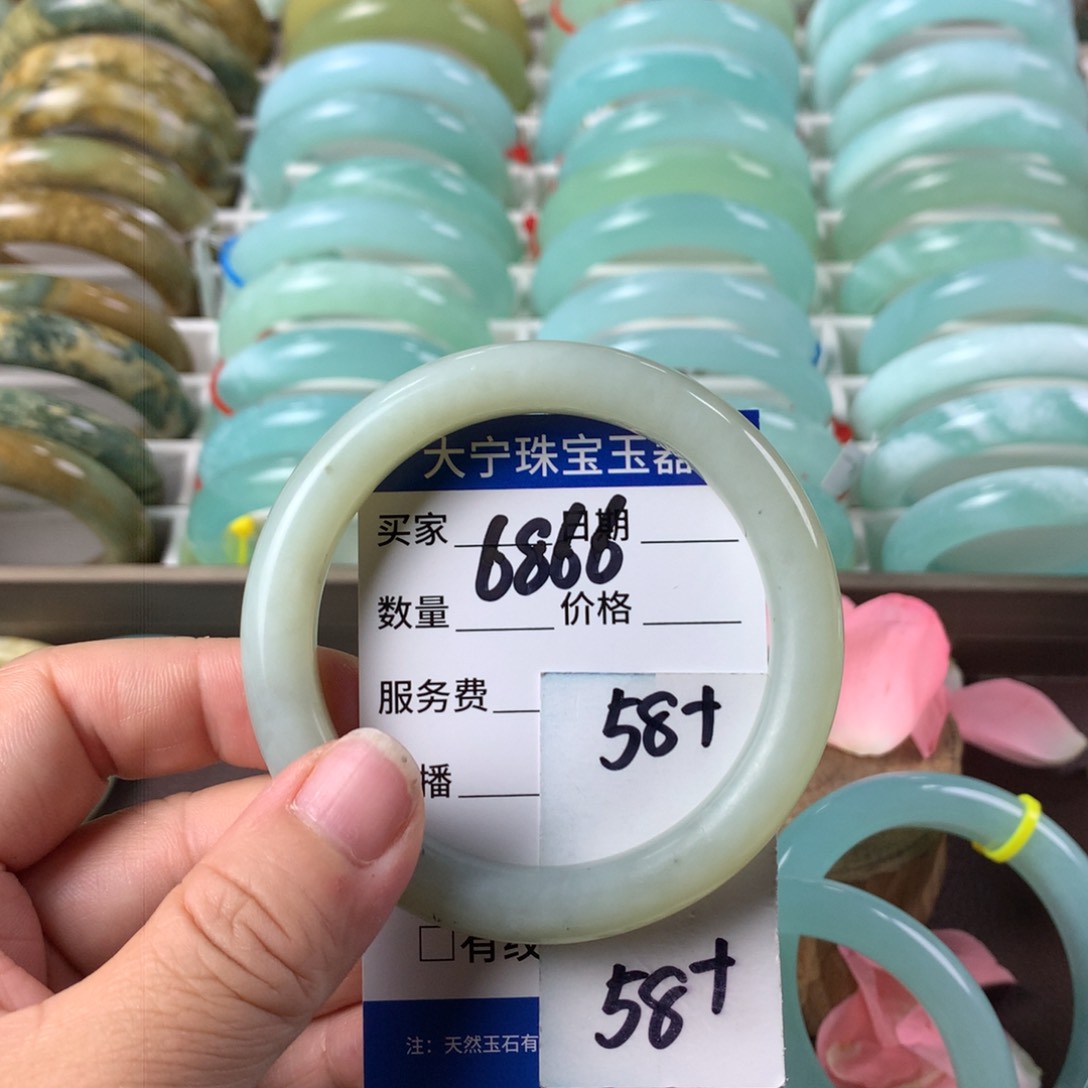 大宁珠宝玉器
买家 日期
6866
数量 价格
服务费
58+
播
□有纹
58+
注：天然玉石有